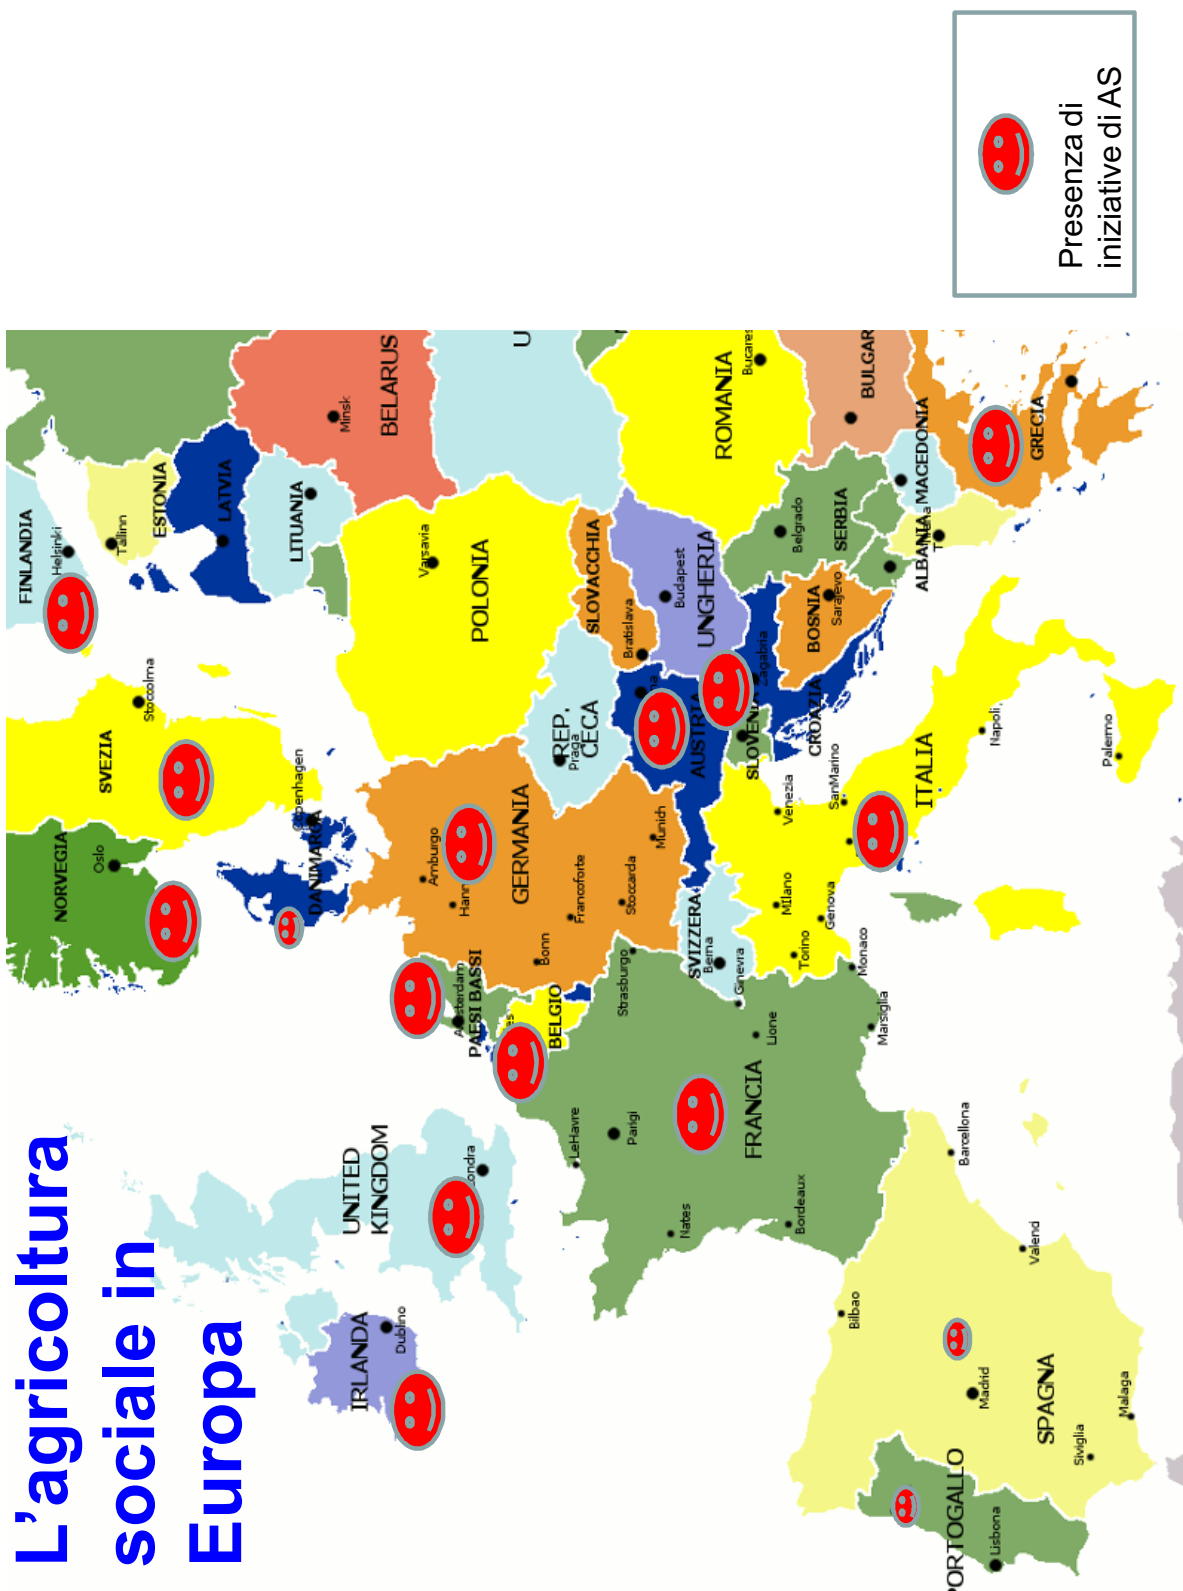 L'agricoltura
sociale in
Europa
NORVEGIA
Oslo
SVEZIA
Stoccolma
FINLANDIA
Helsinki
Tallinn
ESTONIA
LATVIA
LITUANIA
Minsk
BELARUS
Copenhagen
DANIMARCA
UNITED
KINGDOM
Londra
IRLANDA
Dublino
Amsterdam
PAESI BASSI
BELGIO
Amburgo
Hann
GERMANIA
Bonn
Francoforte
Stoccarda
Munich
Varsavia
POLONIA
REP.
CECA
Praga
SLOVACCHIA
Bratislava
U
LeHavre
Parigi
Strasburgo
Nates
FRANCIA
Lione
Bordeaux
Marsiglia
Monaco
SVIZZERA
Berna
Ginevra
AUSTRIA
Budapest
UNGHERIA
ROMANIA
Bucares
SLOVENIA
Zagabria
CROAZIA
BOSNIA
Sarajevo
Belgrado
SERBIA
BULGAR
MACEDONIA
ALBANIA
GRECIA
Milano
Torino
Genova
Venezia
SanMarino
ITALIA
Napoli
Palermo
Bilbao
Barcellona
Madrid
Valend
SPAGNA
Siviglia
Malaga
PORTOGALLO
Lisbona
Presenza di
iniziative di AS